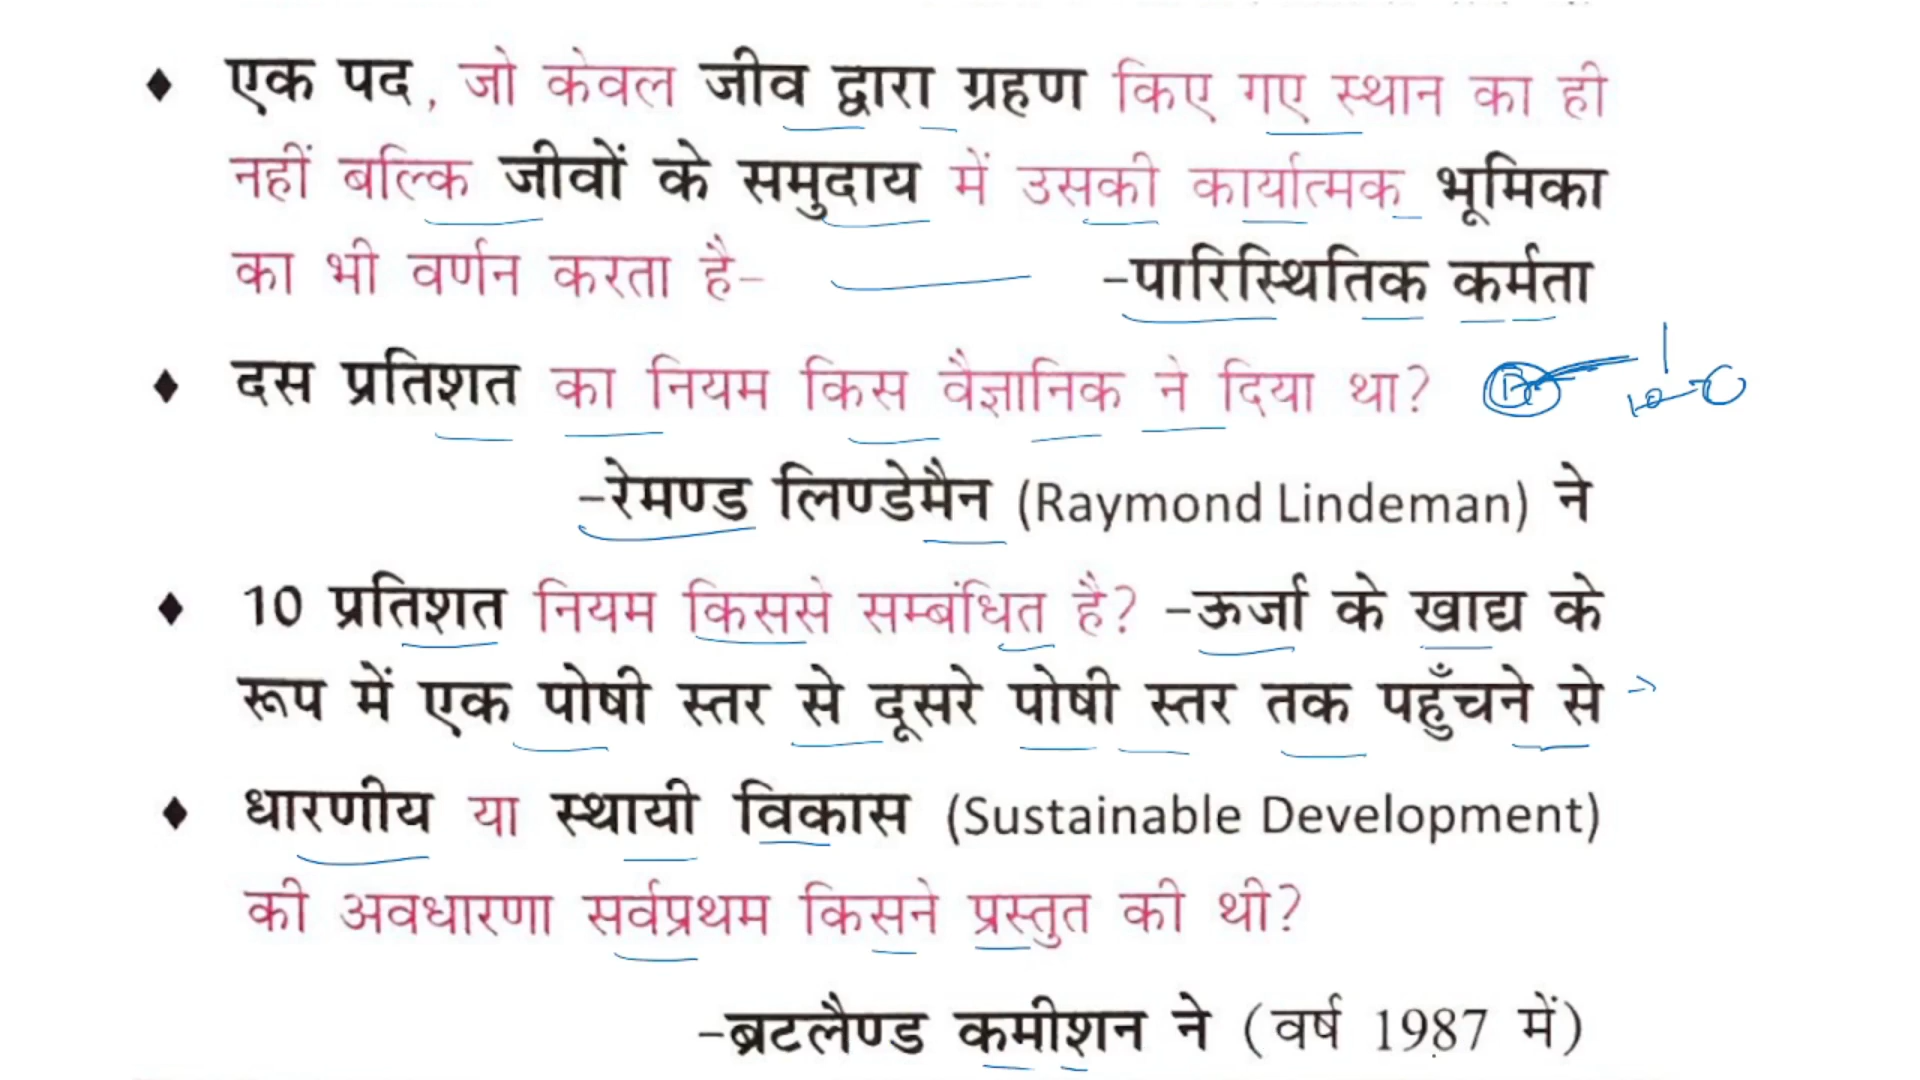 ♦ एक पद, जो केवल जीव द्वारा ग्रहण किए गए स्थान का ही
नहीं बल्कि जीवों के समुदाय में उसकी कार्यात्मक भूमिका
का भी वर्णन करता है- -पारिस्थितिक कर्मता
♦ दस प्रतिशत का नियम किस वैज्ञानिक ने दिया था?
-रेमण्ड लिण्डेमैन (Raymond Lindeman) ने
♦ 10 प्रतिशत नियम किससे सम्बंधित है? -ऊर्जा के खाद्य के
रूप में एक पोषी स्तर से दूसरे पोषी स्तर तक पहुँचने से
♦ धारणीय या स्थायी विकास (Sustainable Development)
की अवधारणा सर्वप्रथम किसने प्रस्तुत की थी?
-ब्रटलैण्ड कमीशन ने (वर्ष 1987 में)